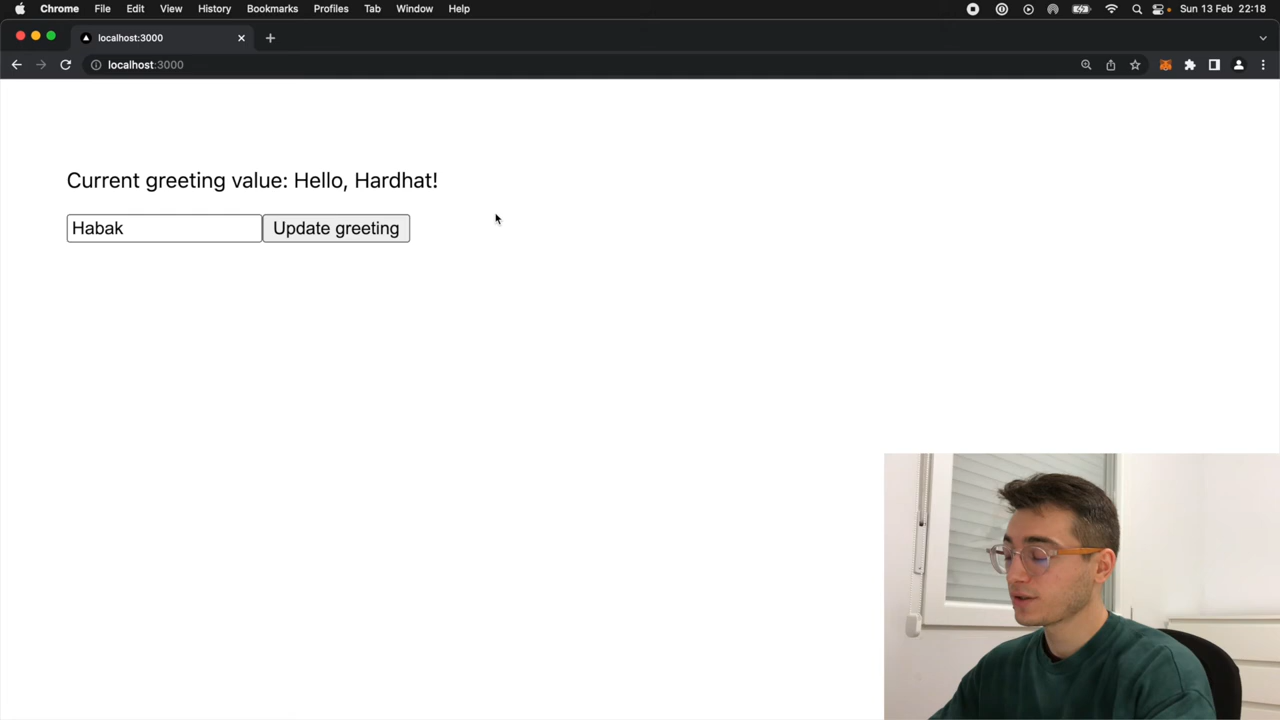 Chrome File Edit View History Bookmarks Profiles Tab Window Help Sun 13 Feb 22:18
localhost:3000
localhost:3000
Current greeting value: Hello, Hardhat!
Habak Update greeting